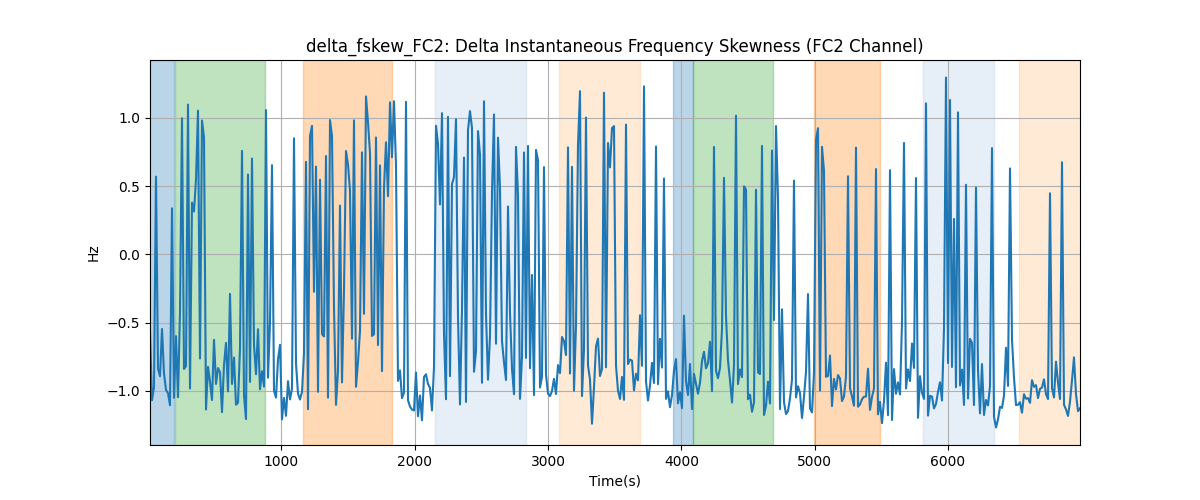 delta_fskew_FC2: Delta Instantaneous Frequency Skewness (FC2 Channel)
Hz
1.0
0.5
0.0
−0.5
−1.0
1000 2000 3000 4000 5000 6000
Time(s)